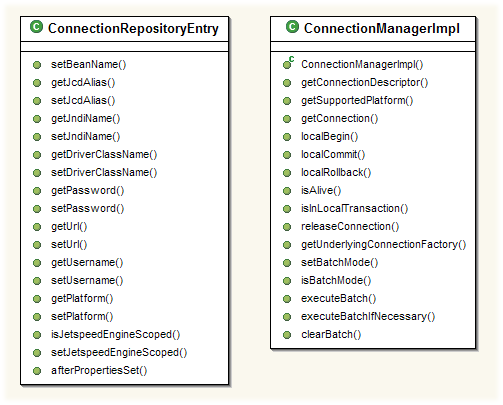 C ConnectionRepositoryEntry
setBeanName()
getJcdAlias()
setJcdAlias()
getJndiName()
setJndiName()
getDriverClassName()
setDriverClassName()
getPassword()
setPassword()
getUrl()
setUrl()
getUsername()
setUsername()
getPlatform()
setPlatform()
isJetspeedEngineScoped()
setJetspeedEngineScoped()
afterPropertiesSet()
C ConnectionManagerImpl
C ConnectionManagerImpl()
getConnectionDescriptor()
getSupportedPlatform()
getConnection()
localBegin()
localCommit()
localRollback()
isAlive()
isInLocalTransaction()
releaseConnection()
getUnderlyingConnectionFactory()
setBatchMode()
isBatchMode()
executeBatch()
executeBatchIfNecessary()
clearBatch()